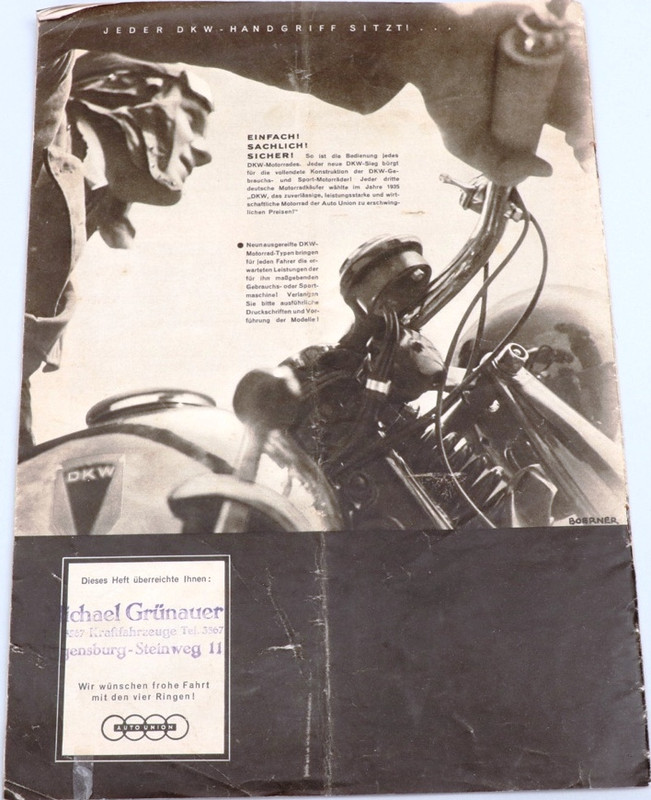 JEDER DKW-HANDGRIFF SITZT!...
EINFACH!
SACHLICH!
SICHER! So ist die Bedienung jedes
DKW-Motorrades. Jeder neue DKW-Sieg bürgt
für die vollendete Konstruktion der DKW-Ge-
brauchs- und Sport-Motorräder! Jeder dritte
deutsche Motorradkäufer wählte im Jahre 1935
„DKW, das zuverlässige, leistungsstarke und wirt-
schaftliche Motorrad der Auto Union zu erschwing-
lichen Preisen!"
● Neun ausgereifte DKW-
Motorrad-Typen bringen
für jeden Fahrer die er-
warteten Leistungen der
für ihn maßgebenden
Gebrauchs- oder Sport-
maschine! Verlangen
Sie bitte ausführliche
Druckschriften und Vor-
führung der Modelle!
DKW
BOERNER
Dieses Heft überreichte Ihnen:
ichael Grünauer
Kraftfahrzeuge Tel. 3367
gensburg-Steinweg 11
Wir wünschen frohe Fahrt
mit den vier Ringen!
AUTO UNION